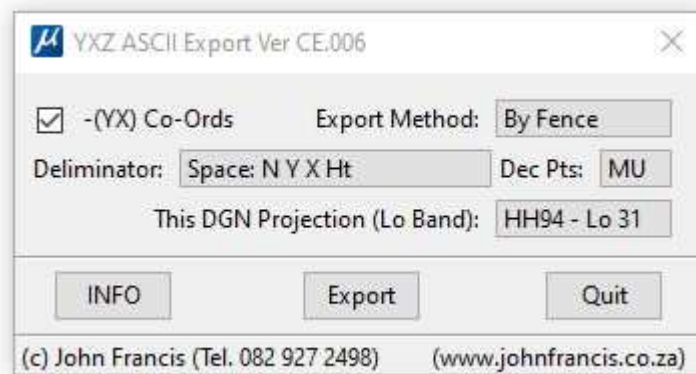 YXZ ASCII Export Ver CE.006
-(YX) Co-Ords Export Method: By Fence
Deliminator: Space: N Y X Ht Dec Pts: MU
This DGN Projection (Lo Band): HH94 - Lo 31
INFO Export Quit
(c) John Francis (Tel. 082 927 2498) (www.johnfrancis.co.za)